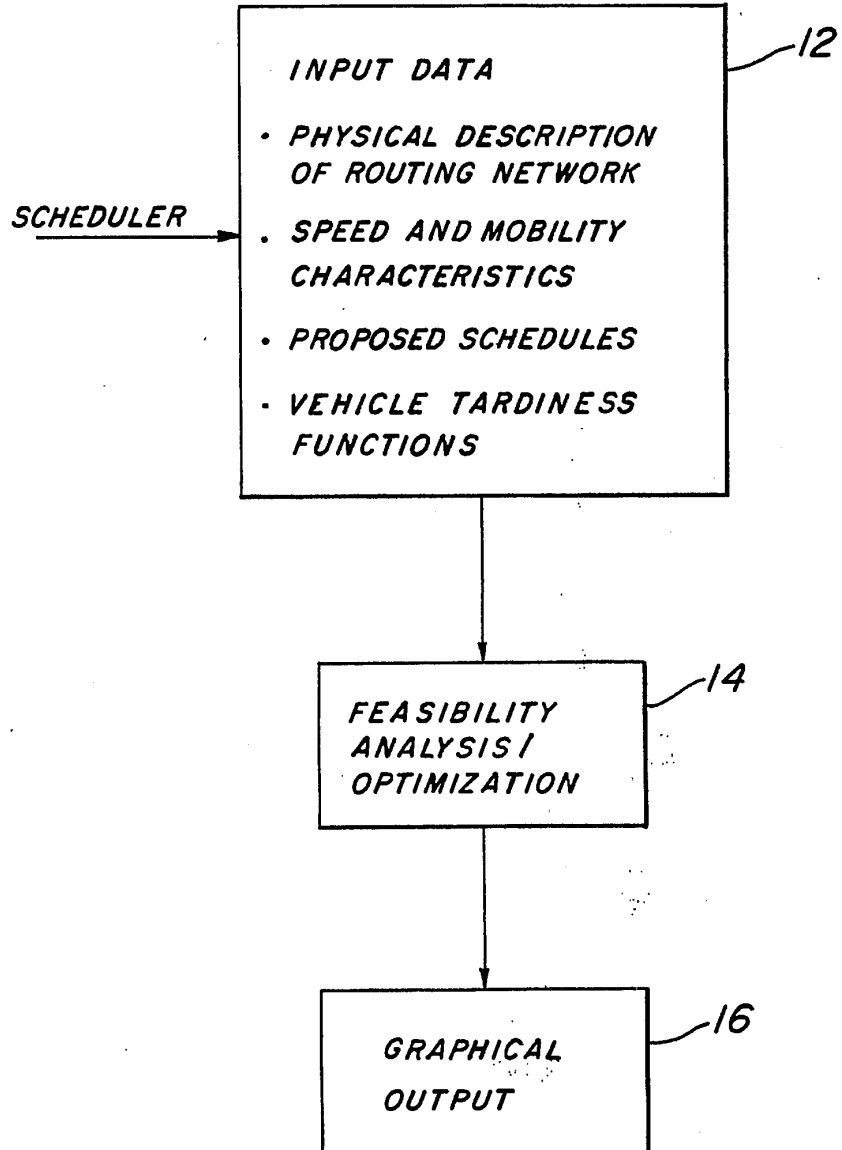 12
INPUT DATA
• PHYSICAL DESCRIPTION
OF ROUTING NETWORK
SCHEDULER
• SPEED AND MOBILITY
CHARACTERISTICS
• PROPOSED SCHEDULES
• VEHICLE TARDINESS
FUNCTIONS
14
FEASIBILITY
ANALYSIS/
OPTIMIZATION
16
GRAPHICAL
OUTPUT